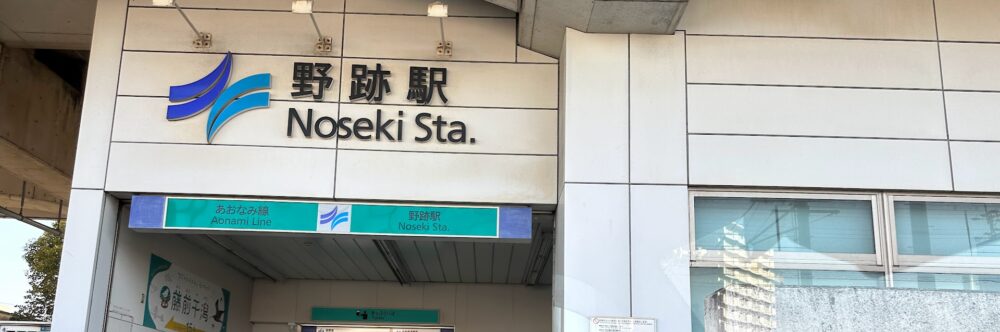 野跡駅
Noseki Sta.
あおなみ線
Aonami Line
野跡駅
Noseki Sta.
藤前干潟